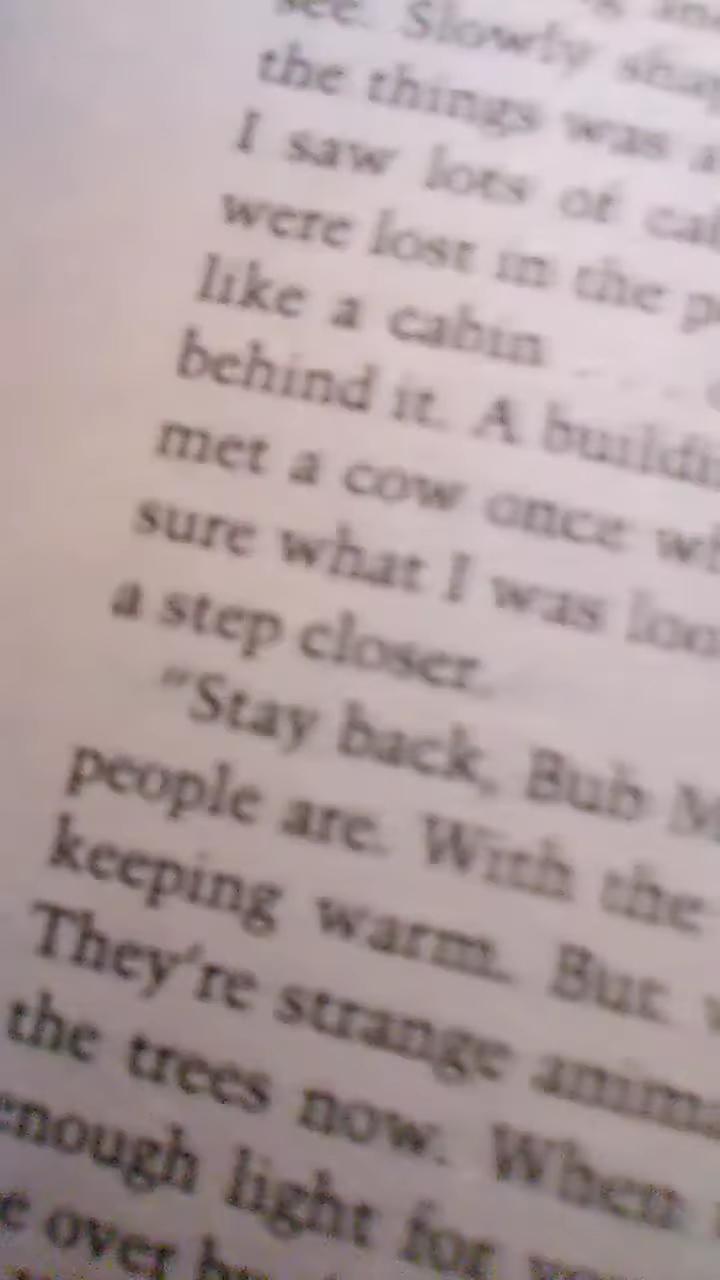 see. Slowly
the things was
I saw lots of
were lost in the
like a cabin
behind it. A
met a cow once
sure what I was
a step closer.
"Stay back, Bub
people are. With the
keeping warm. But
They're strange
the trees now. When
enough light for
over